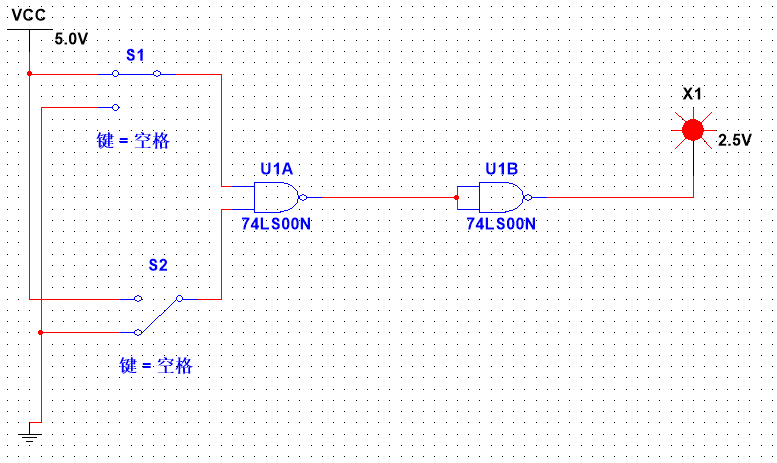 VCC
5.0V
S1
键 = 空格
X1
2.5V
U1A
74LS00N
U1B
74LS00N
S2
键 = 空格